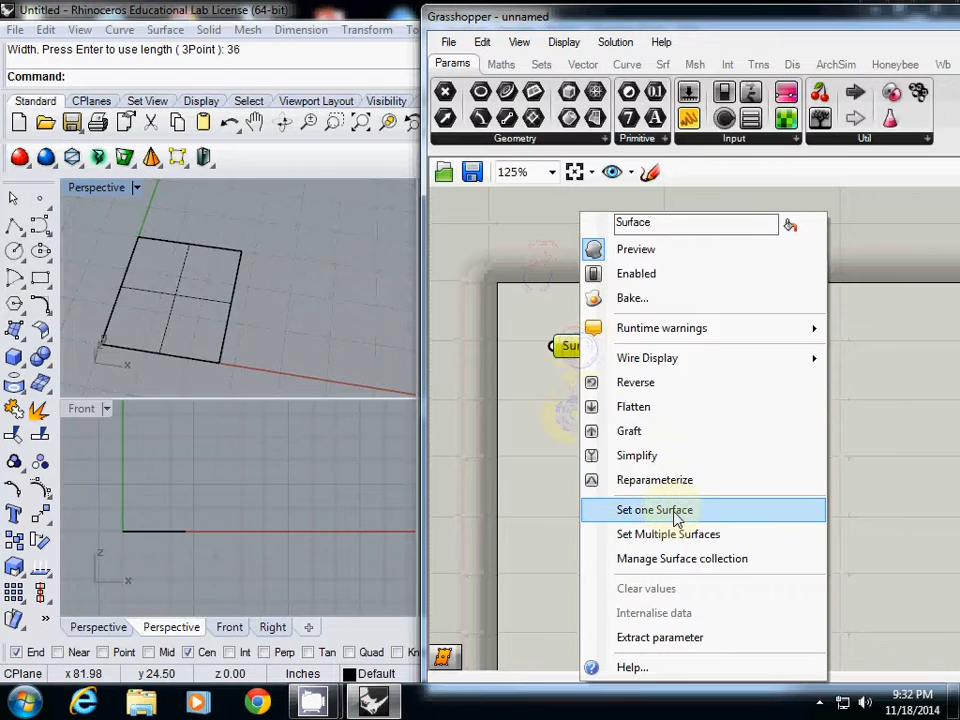 Untitled - Rhinoceros Educational Lab License (64-bit)
File Edit View Curve Surface Solid Mesh Dimension Transform
Width. Press Enter to use length ( 3Point ): 36
Command:
Standard CPlanes Set View Display Select Viewport Layout Visibility
Perspective
x
Front
z
x
Perspective Perspective Front Right
End Near Point Mid Cen Int Perp Tan Quad
CPlane x 81.98 y 24.50 z 0.00 Inches Default
Grasshopper - unnamed
File Edit View Display Solution Help
Params Maths Sets Vector Curve Srf Msh Int Trns Dis ArchSim Honeybee Wb
Geometry Primitive Input Util
125%
Surface
Preview
Enabled
Bake...
Runtime warnings
Wire Display
Reverse
Flatten
Graft
Simplify
Reparameterize
Set one Surface
Set Multiple Surfaces
Manage Surface collection
Clear values
Internalise data
Extract parameter
Help...
9:32 PM
11/18/2014